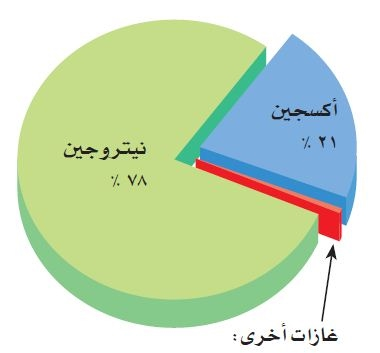 أكسجين
٢١ ٪
نيتروجين
٧٨ ٪
غازات أخرى: